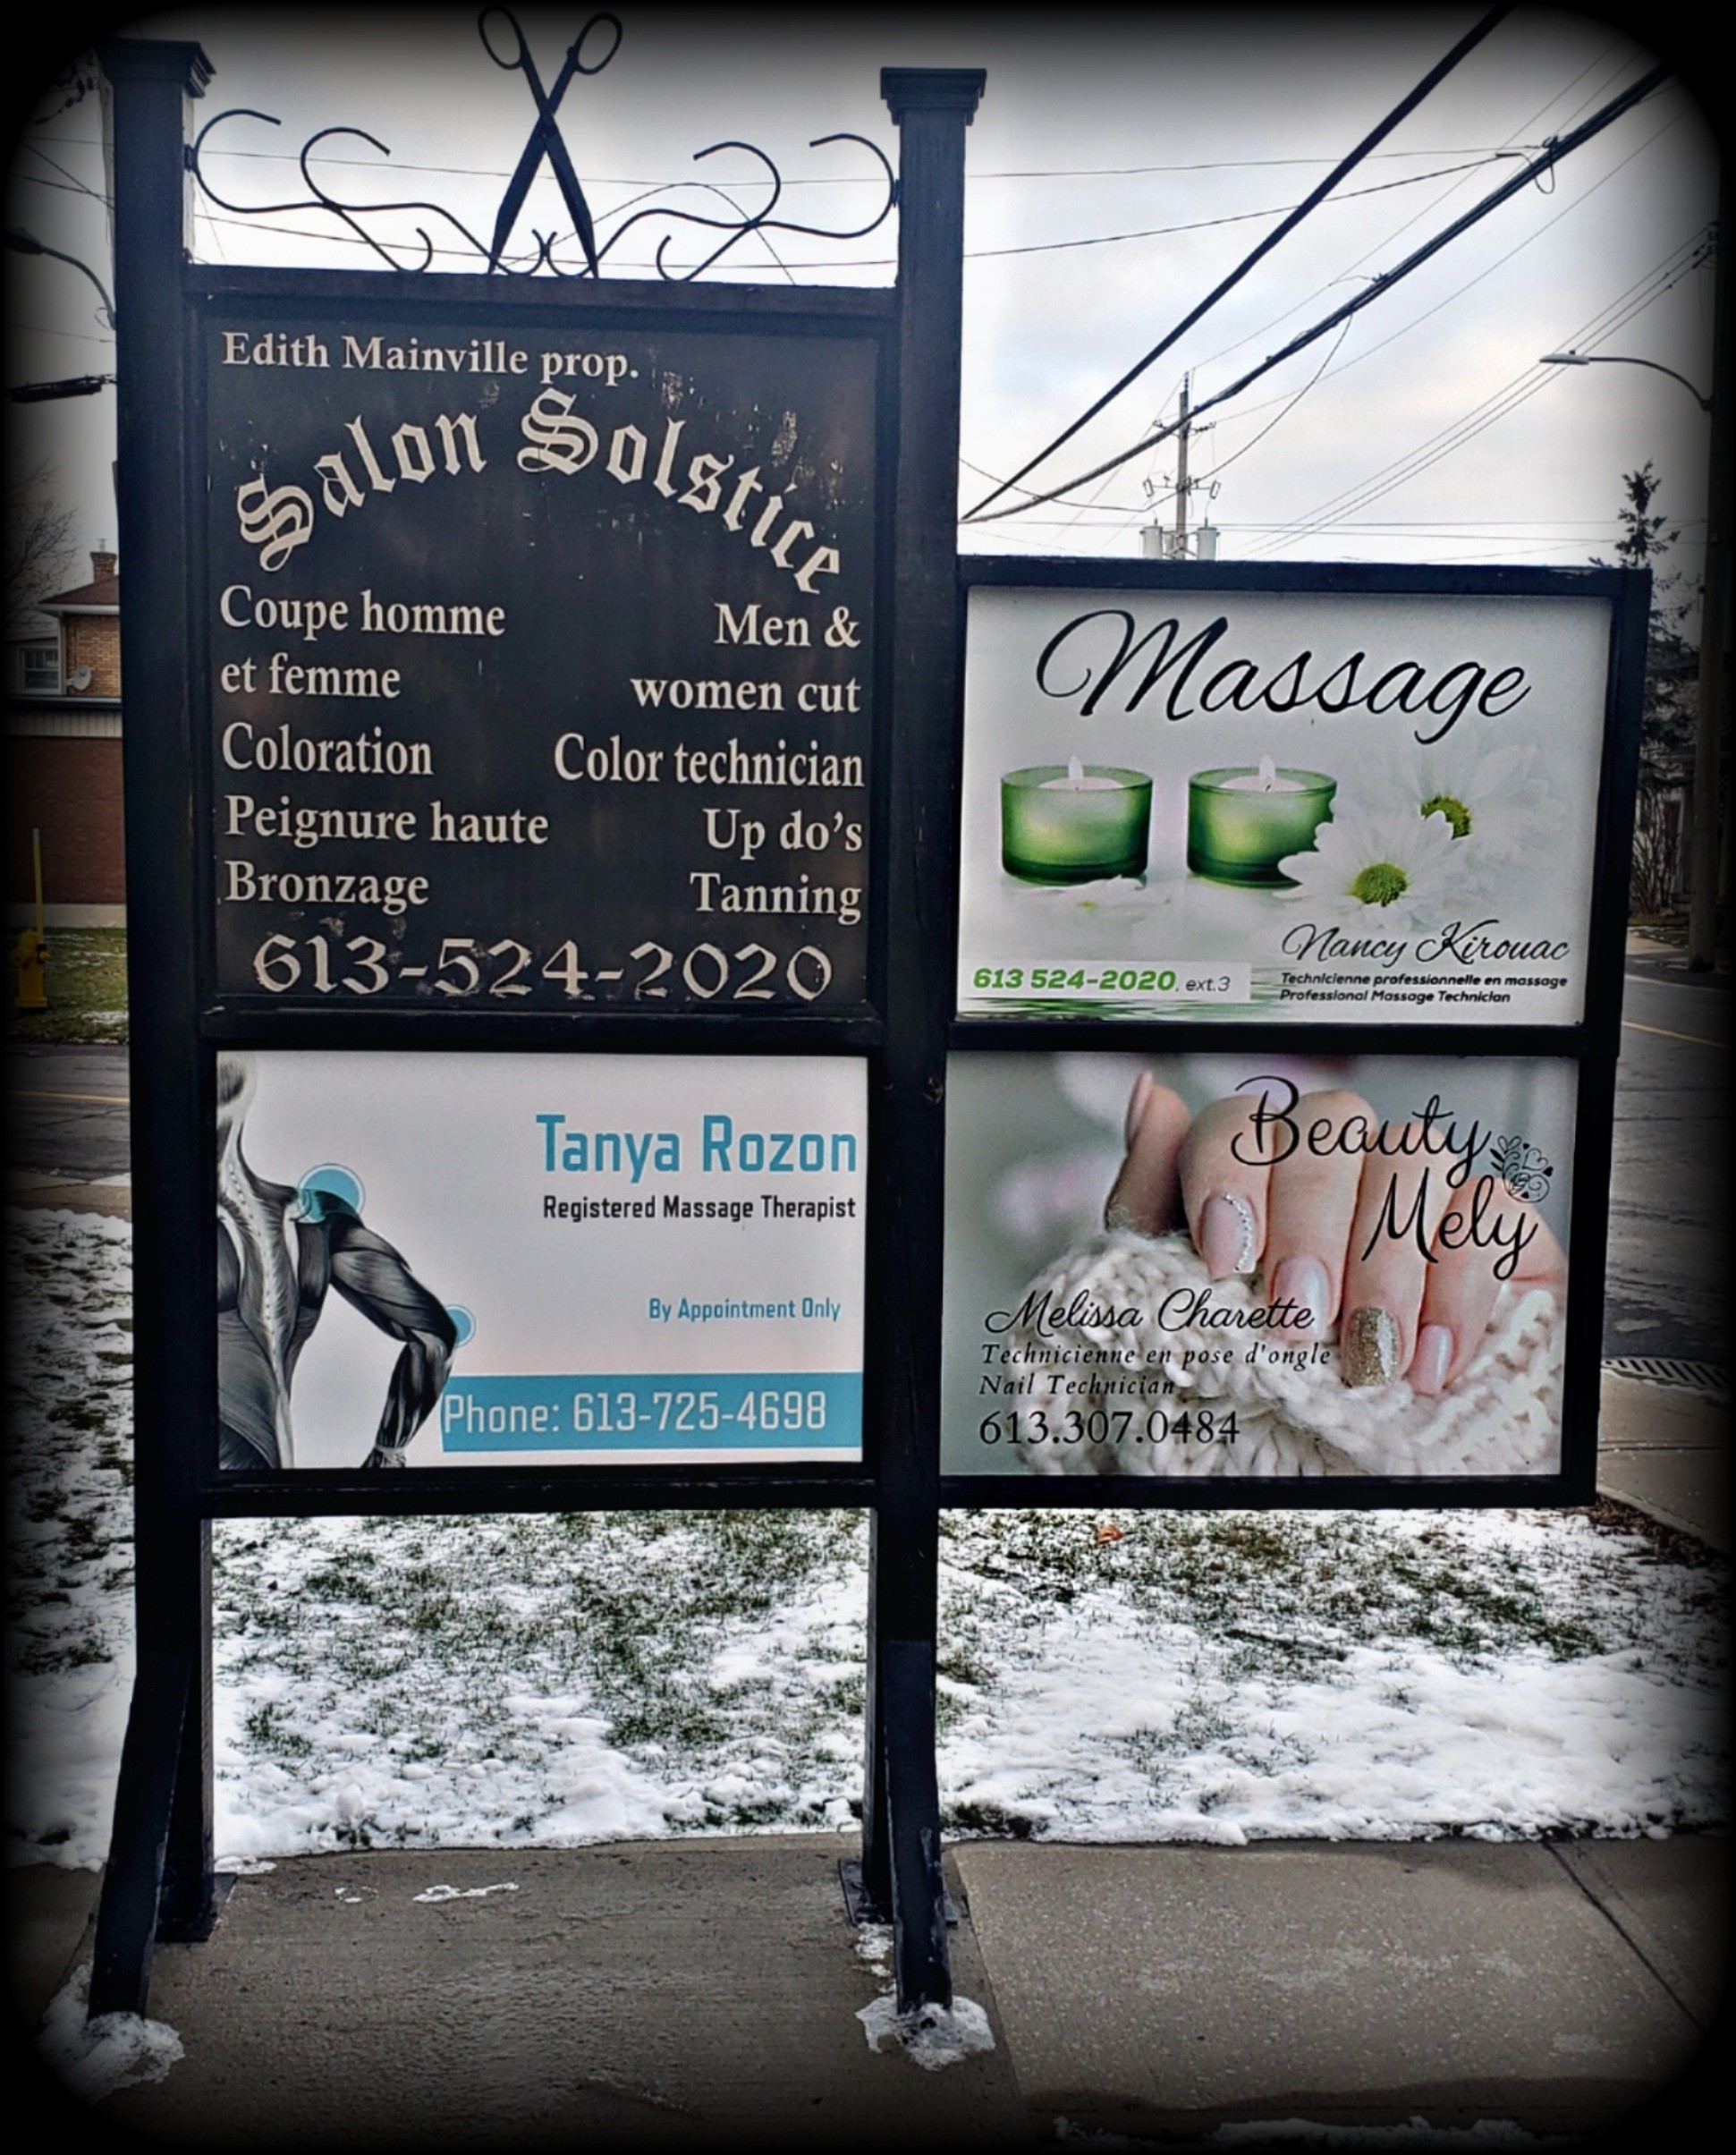 Edith Mainville prop.
Salon Solstice
Coupe homme
et femme
Coloration
Peignure haute
Bronzage
Men &
women cut
Color technician
Up do's
Tanning
613-524-2020
Massage
Nancy Kirouac
Technicienne professionnelle en massage
Professional Massage Technician
613 524-2020, ext.3
Tanya Rozon
Registered Massage Therapist
By Appointment Only
Phone: 613-725-4698
Beauty
Mely
Melissa Charette
Technicienne en pose d'ongle
Nail Technician
613.307.0484